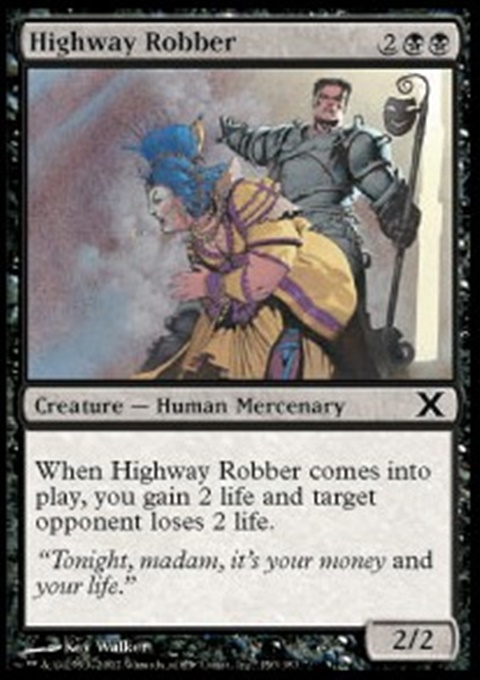 Highway Robber 2
Creature — Human Mercenary X
When Highway Robber comes into
play, you gain 2 life and target
opponent loses 2 life.
“Tonight, madam, it’s your money and
your life.”
2/2
Kev Walker